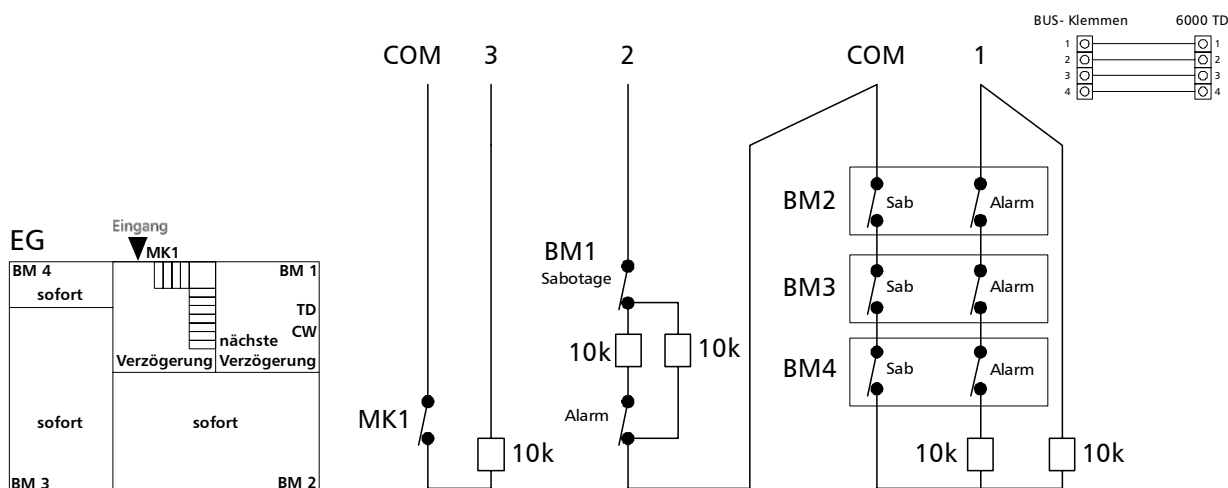 BUS- Klemmen 6000 TD
1 1
2 2
3 3
4 4
COM 3 2 COM 1
BM2 Sab Alarm
Eingang
EG
MK1
BM1
Sabotage
BM 4 BM 1
sofort
BM3 Sab Alarm
TD
CW
nächste
Verzögerung Verzögerung
10k 10k
BM4 Sab Alarm
sofort sofort
MK1
Alarm
10k 10k 10k
BM 3 BM 2